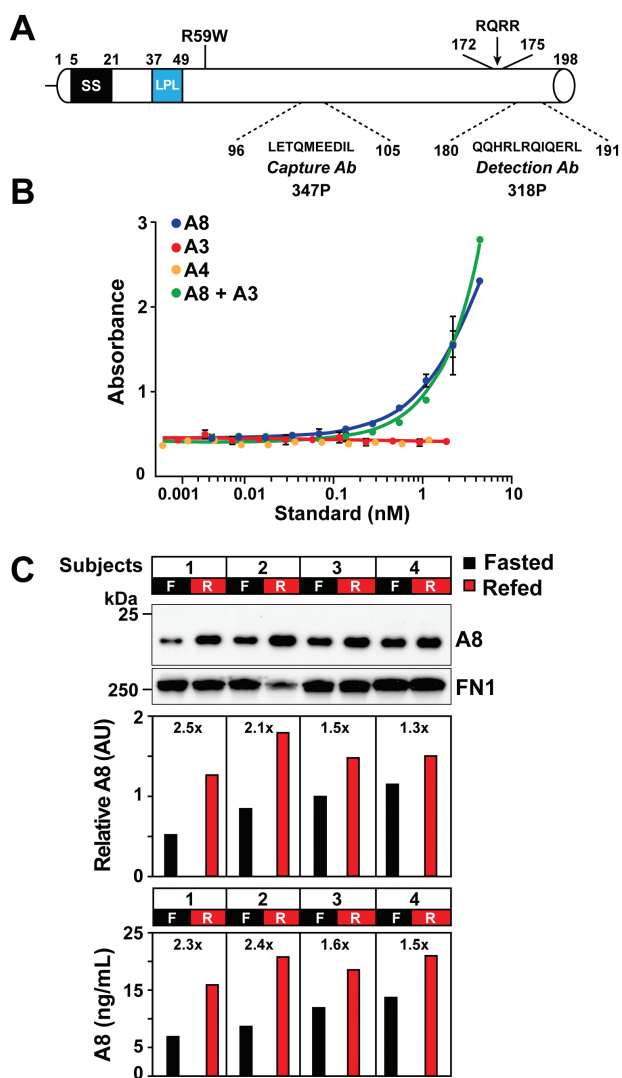 A
R59W
RQRR
1 5 21 37 49 172 175 198
SS LPL
96 LETQMEEDIL 105 180 QQHRLRQIQERL 191
Capture Ab Detection Ab
347P 318P
B
3
2
1
0
Absorbance
A8
A3
A4
A8 + A3
0.001 0.01 0.1 1 10
Standard (nM)
C
Subjects 1 2 3 4
F R F R F R F R
Fasted
Refed
kDa
25
A8
250
FN1
2
1
0
Relative A8 (AU)
2.5x 2.1x 1.5x 1.3x
1 2 3 4
F R F R F R F R
25
15
10
5
0
A8 (ng/mL)
2.3x 2.4x 1.6x 1.5x